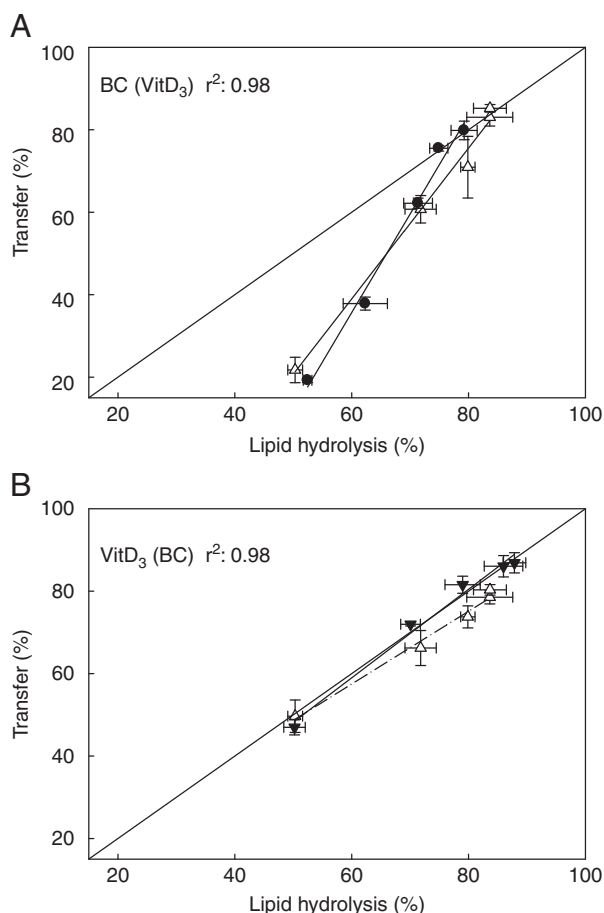 A
100
BC (VitD₃) r²: 0.98
80
60
40
20
Transfer (%)
20 40 60 80 100
Lipid hydrolysis (%)
B
100
VitD₃ (BC) r²: 0.98
80
60
40
20
Transfer (%)
20 40 60 80 100
Lipid hydrolysis (%)